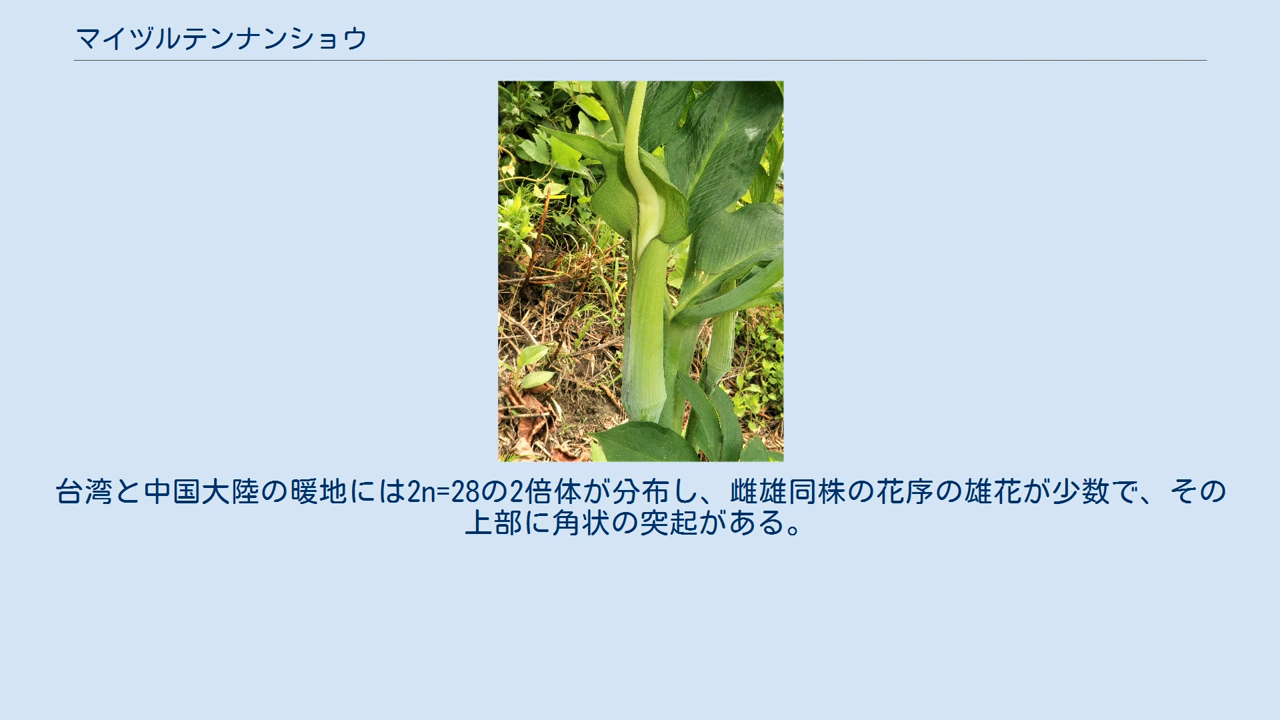 マイヅルテンナンショウ
台湾と中国大陸の暖地には2n=28の2倍体が分布し、雌雄同株の花序の雄花が少数で、その
上部に角状の突起がある。